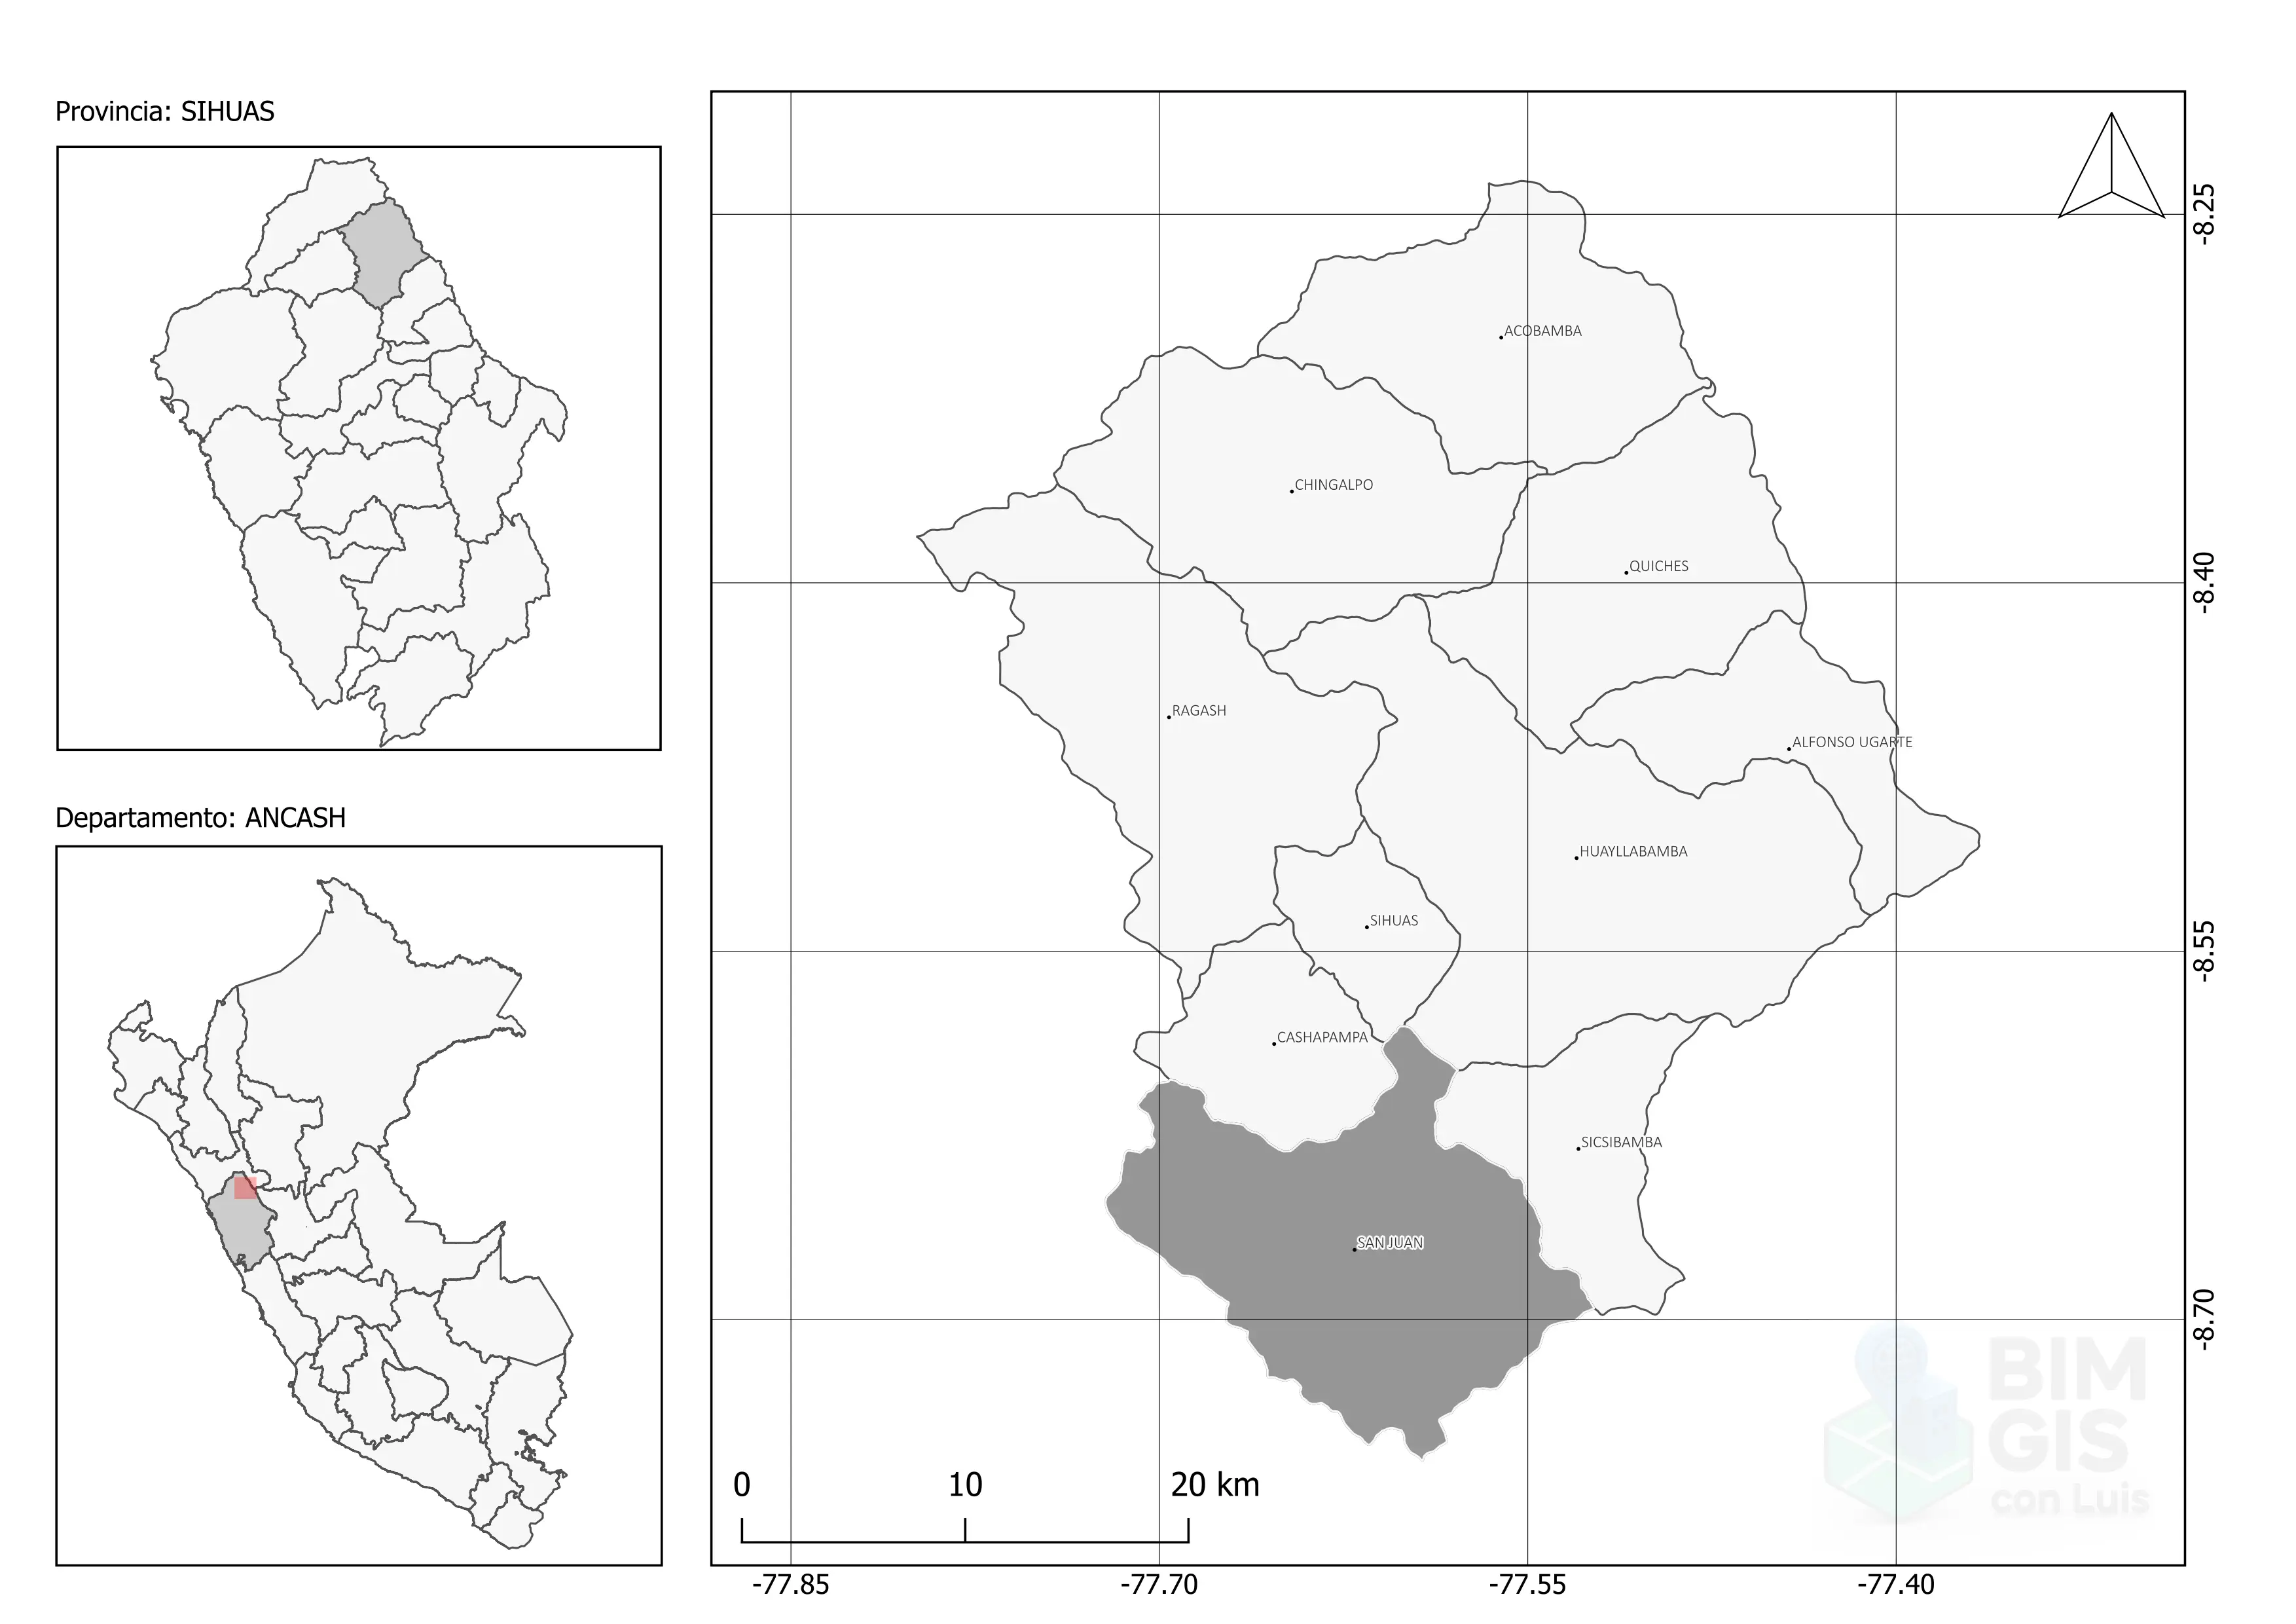 Provincia: SIHUAS
Departamento: ANCASH
ACOBAMBA
CHINGALPO
QUICHES
RAGASH
ALFONSO UGARTE
HUAYLLABAMBA
SIHUAS
CASHAPAMPA
SICSIBAMBA
SAN JUAN
-8.25
-8.40
-8.55
-8.70
BIM
GIS
con Luis
0 10 20 km
-77.85 -77.70 -77.55 -77.40